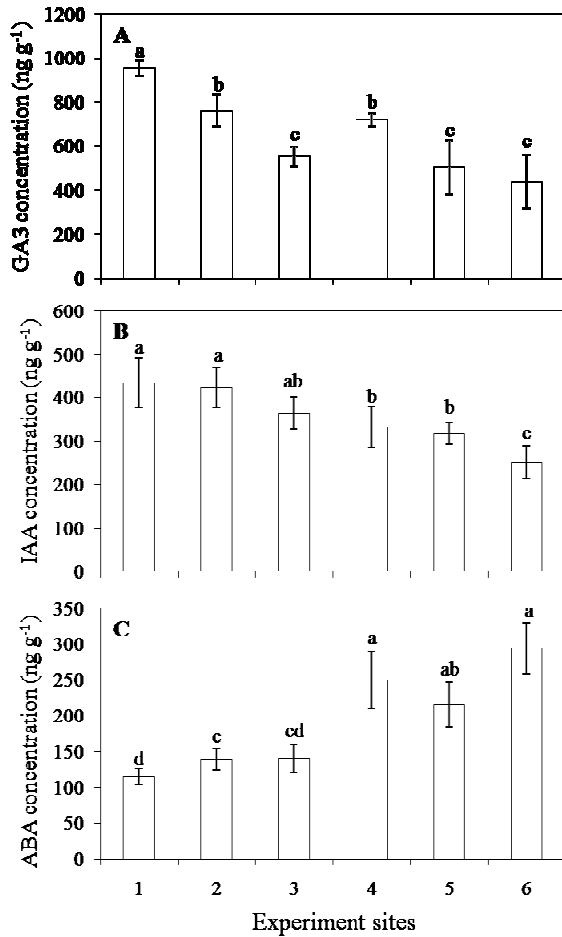 A
1200
1000
800
600
400
200
0
GA3 concentration (ng g⁻¹)
a
b
c
b
c
c
B
600
500
400
300
200
100
0
IAA concentration (ng g⁻¹)
a
a
ab
b
b
c
C
350
300
250
200
150
100
50
0
ABA concentration (ng g⁻¹)
d
c
cd
a
ab
a
1 2 3 4 5 6
Experiment sites